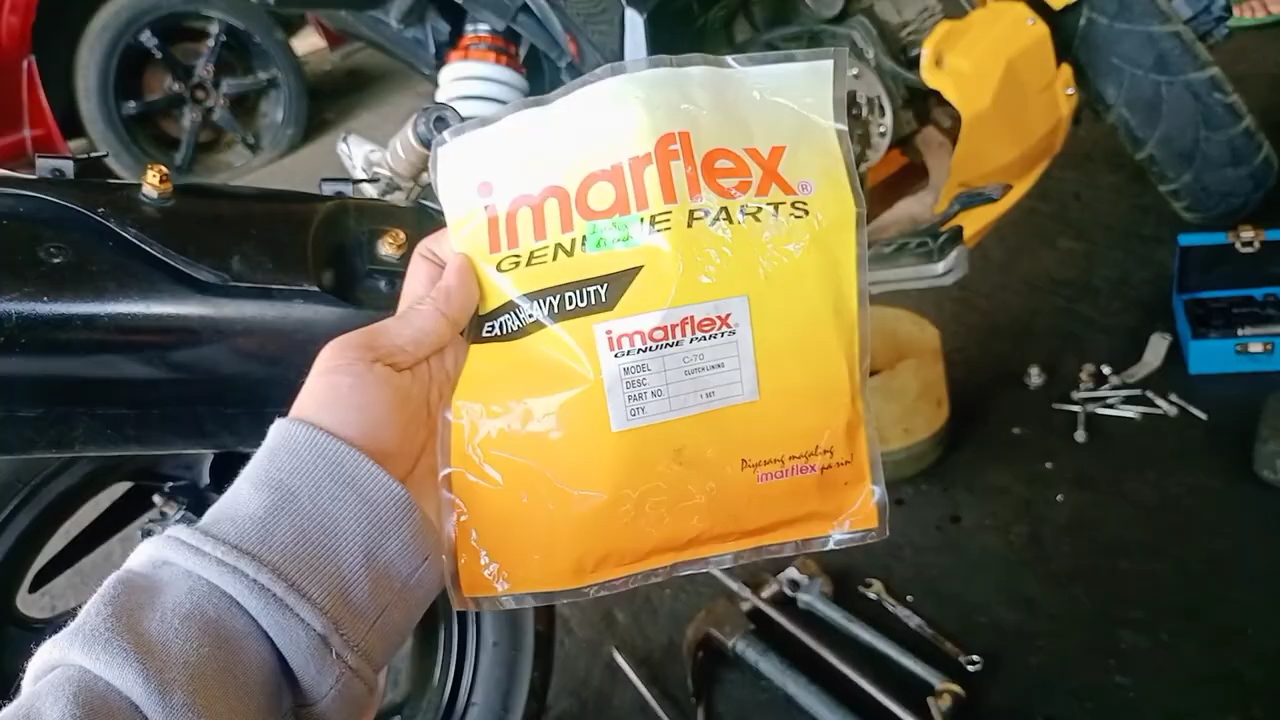 imarflex®
GENUINE PARTS
EXTRA HEAVY DUTY
imarflex®
GENUINE PARTS
MODEL C-70
DESC. CLUTCH LINING
PART NO.
QTY. 1 SET
Piyesang magaling
imarflex pa rin!